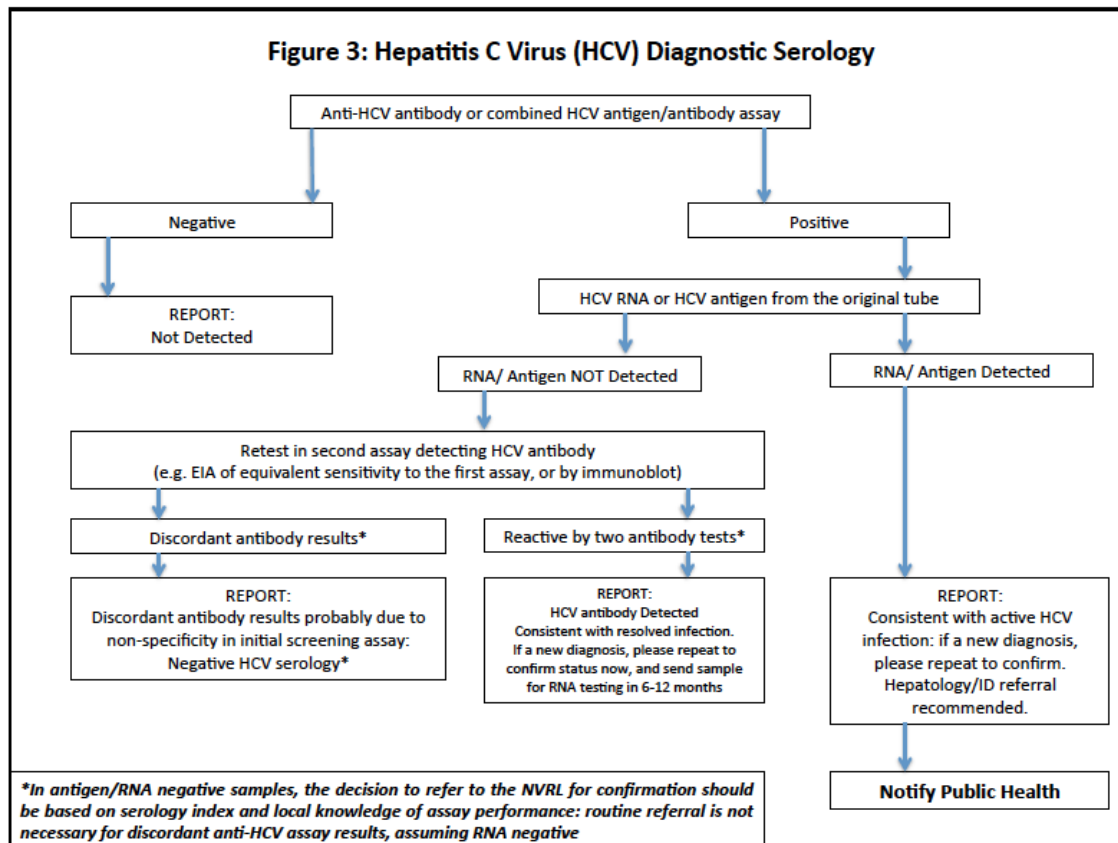 Figure 3: Hepatitis C Virus (HCV) Diagnostic Serology
Anti-HCV antibody or combined HCV antigen/antibody assay
Negative
Positive
REPORT:
Not Detected
HCV RNA or HCV antigen from the original tube
RNA/ Antigen NOT Detected
RNA/ Antigen Detected
Retest in second assay detecting HCV antibody
(e.g. EIA of equivalent sensitivity to the first assay, or by immunoblot)
Discordant antibody results*
Reactive by two antibody tests*
REPORT:
Discordant antibody results probably due to
non-specificity in initial screening assay:
Negative HCV serology*
REPORT:
HCV antibody Detected
Consistent with resolved infection.
If a new diagnosis, please repeat to
confirm status now, and send sample
for RNA testing in 6-12 months
REPORT:
Consistent with active HCV
infection: if a new diagnosis,
please repeat to confirm.
Hepatology/ID referral
recommended.
Notify Public Health
*In antigen/RNA negative samples, the decision to refer to the NVRL for confirmation should
be based on serology index and local knowledge of assay performance: routine referral is not
necessary for discordant anti-HCV assay results, assuming RNA negative